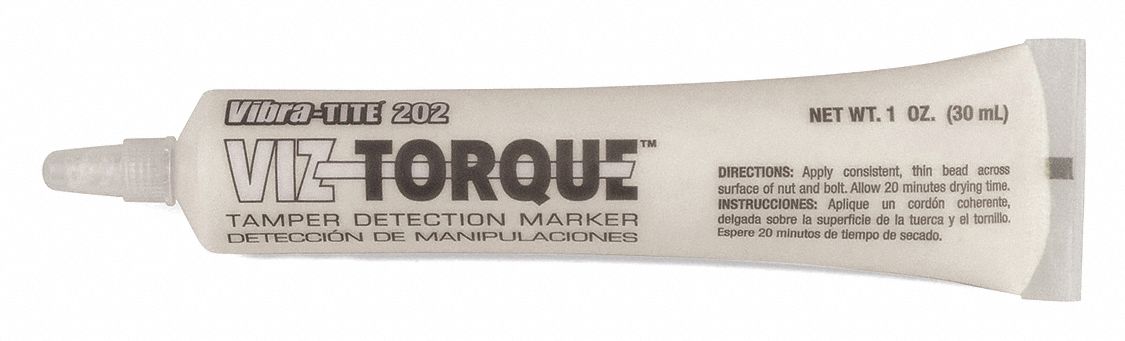 Vibra-TITE 202
VIZ-TORQUE™
TAMPER DETECTION MARKER
DETECCIÓN DE MANIPULACIONES
NET WT. 1 OZ. (30 mL)
DIRECTIONS: Apply consistent, thin bead across
surface of nut and bolt. Allow 20 minutes drying time.
INSTRUCCIONES: Aplique un cordón coherente,
delgada sobre la superficie de la tuerca y el tornillo.
Espere 20 minutos de tiempo de secado.